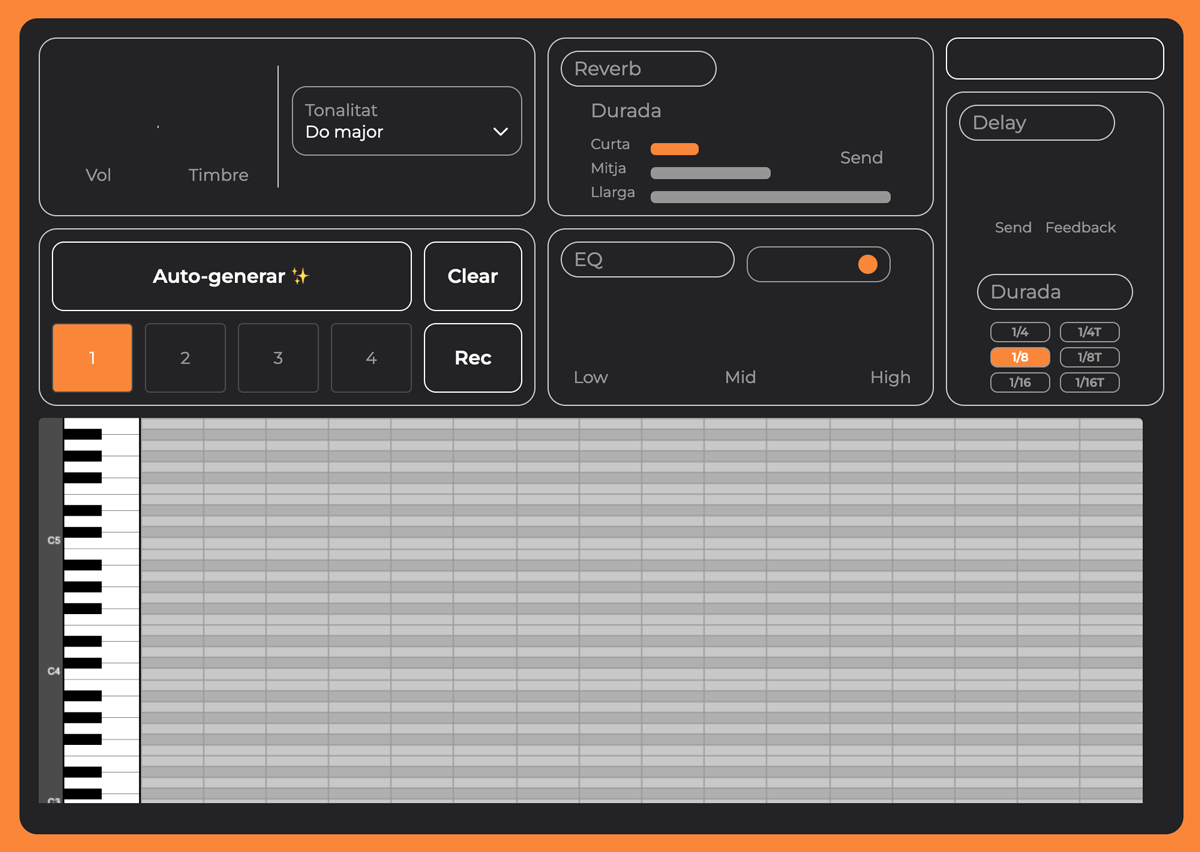 Vol
Timbre
Tonalitat
Do major
Reverb
Durada
Curta
Mitja
Llarga
Send
Delay
Send
Feedback
Durada
1/4
1/4T
1/8
1/8T
1/16
1/16T
Auto-generar ✨
Clear
1
2
3
4
Rec
EQ
Low
Mid
High
C5
C4
C3